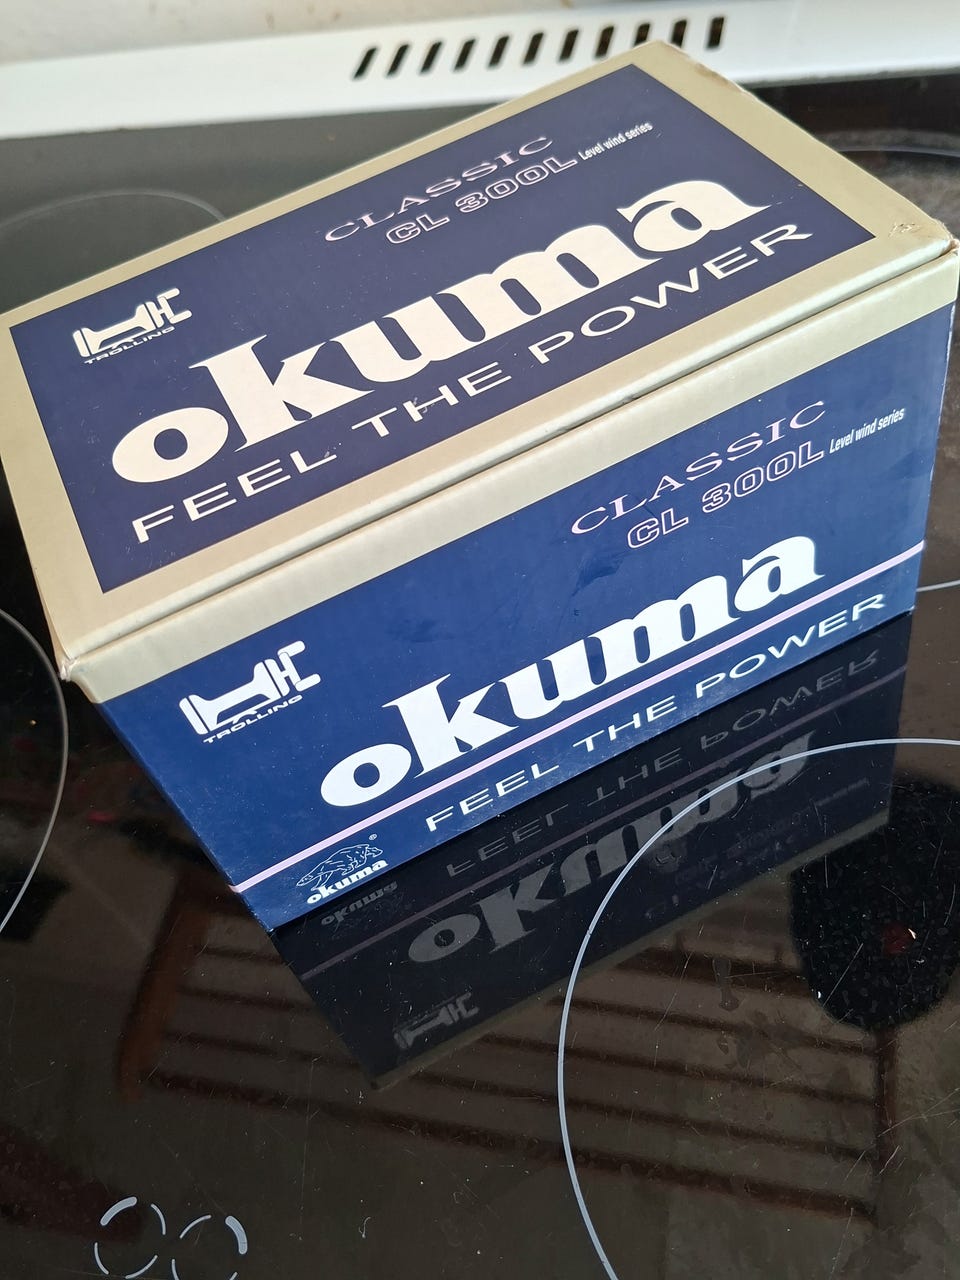 CLASSIC
CL 300L Level wind series
TROLLING
okuma
FEEL THE POWER
CLASSIC
CL 300L Level wind series
TROLLING
okuma
FEEL THE POWER
®
okuma